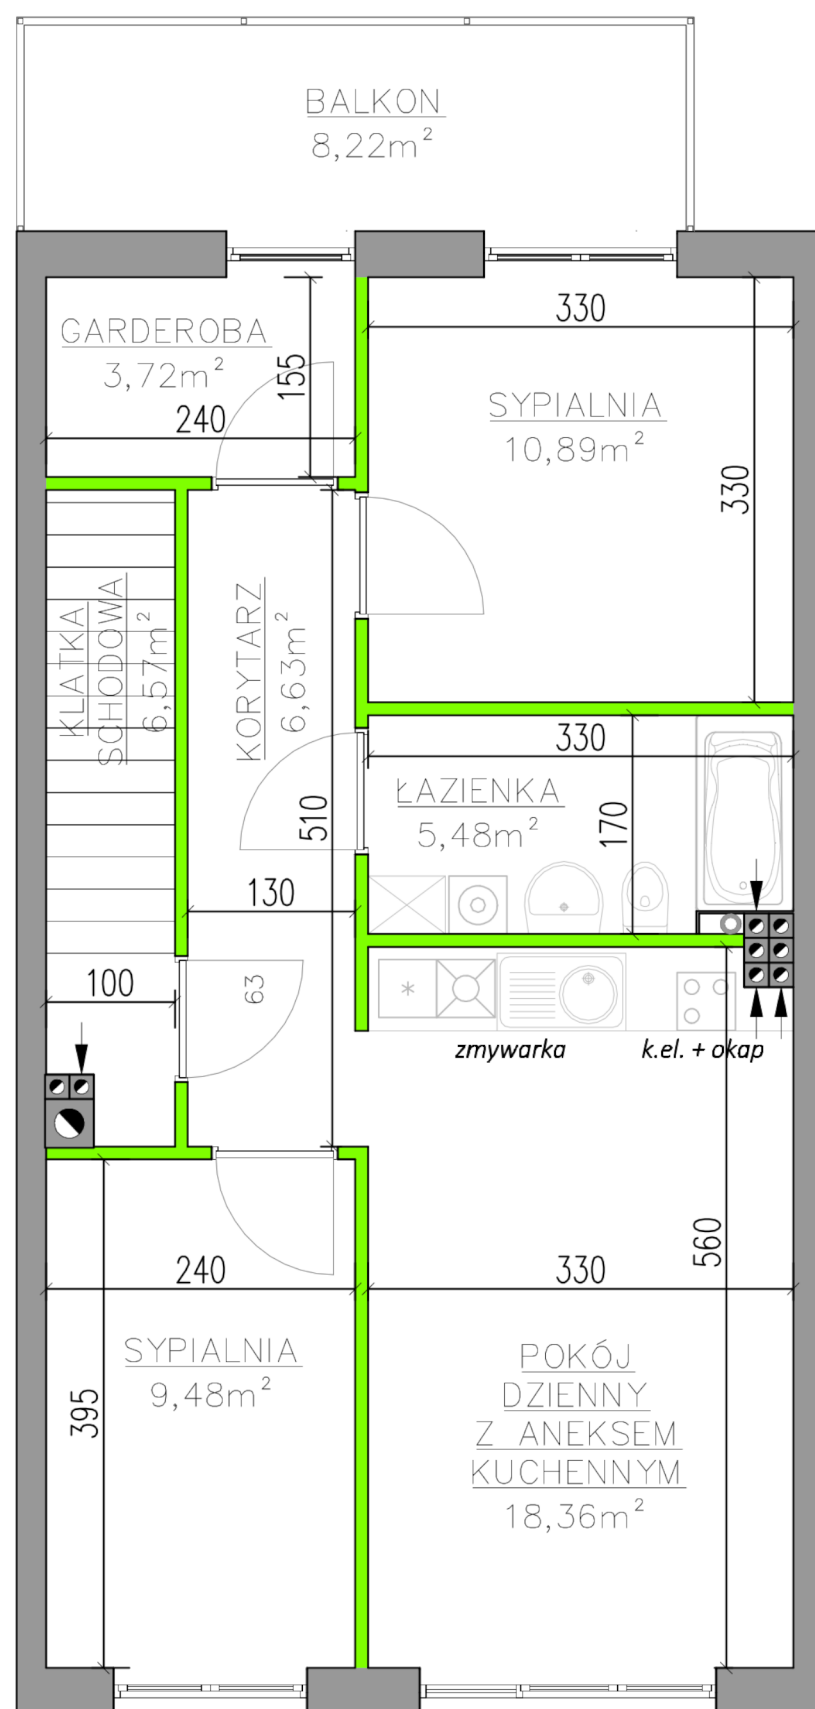 BALKON
8,22m²
GARDEROBA
3,72m²
155
240
330
SYPIALNIA
10,89m²
330
KLATKA
SCHODOWA
6,57m²
KORYTARZ
6,63m²
510
330
ŁAZIENKA
5,48m²
170
130
100
63
zmywarka
k.el. + okap
560
240
330
SYPIALNIA
9,48m²
395
POKÓJ
DZIENNY
Z ANEKSEM
KUCHENNYM
18,36m²